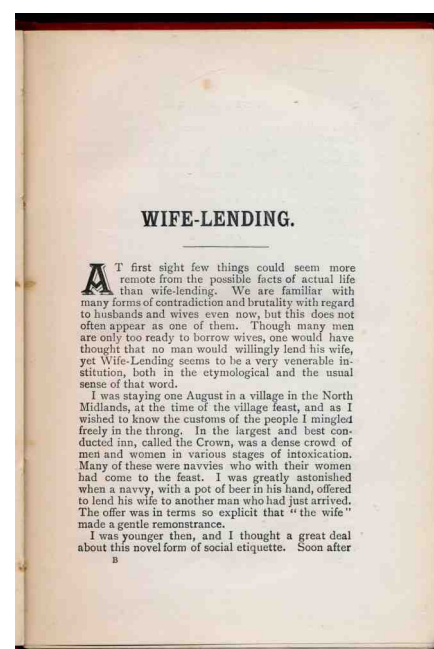 WIFE-LENDING.
AT first sight few things could seem more
remote from the possible facts of actual life
than wife-lending. We are familiar with
many forms of contradiction and brutality with regard
to husbands and wives even now, but this does not
often appear as one of them. Though many men
are only too ready to borrow wives, one would have
thought that no man would willingly lend his wife,
yet Wife-Lending seems to be a very venerable in-
stitution, both in the etymological and the usual
sense of that word.
I was staying one August in a village in the North
Midlands, at the time of the village feast, and as I
wished to know the customs of the people I mingled
freely in the throng. In the largest and best con-
ducted inn, called the Crown, was a dense crowd of
men and women in various stages of intoxication.
Many of these were navvies who with their women
had come to the feast. I was greatly astonished
when a navvy, with a pot of beer in his hand, offered
to lend his wife to another man who had just arrived.
The offer was in terms so explicit that "the wife"
made a gentle remonstrance.
I was younger then, and I thought a great deal
about this novel form of social etiquette. Soon after
B